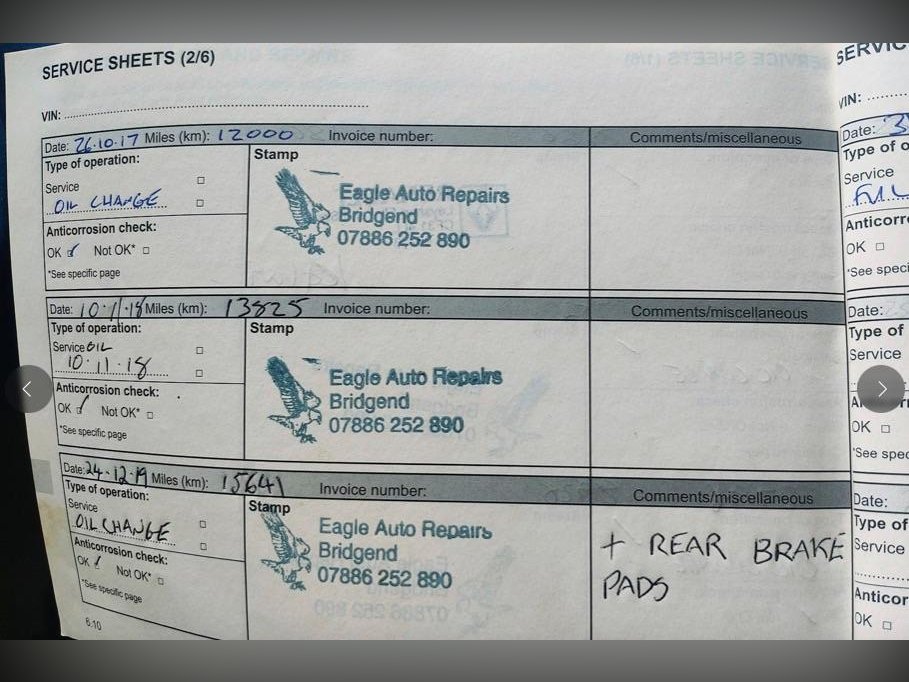 SERVICE SHEETS (2/6)
VIN:
Date: 26.10.17 Miles (km): 12000 Invoice number: Comments/miscellaneous
Type of operation: Stamp
Service
OIL CHANGE
Eagle Auto Repairs
Bridgend
07886 252 890
Anticorrosion check:
OK Not OK*
*See specific page
Date: 10.11.18 Miles (km): 13825 Invoice number: Comments/miscellaneous
Type of operation: Stamp
Service OIL
10.11.18
Eagle Auto Repairs
Bridgend
07886 252 890
Anticorrosion check:
OK Not OK*
*See specific page
Date: 24.12.19 Miles (km): 15641 Invoice number: Comments/miscellaneous
Type of operation: Stamp
Service
OIL CHANGE
Eagle Auto Repairs
Bridgend
07886 252 890
+ REAR BRAKE
PADS
Anticorrosion check:
OK Not OK*
*See specific page
6.10
VIN:
Date:
Type of
Service
OK
Date:
Type of
Service
OK
*See
Date:
Type of
Service
OK